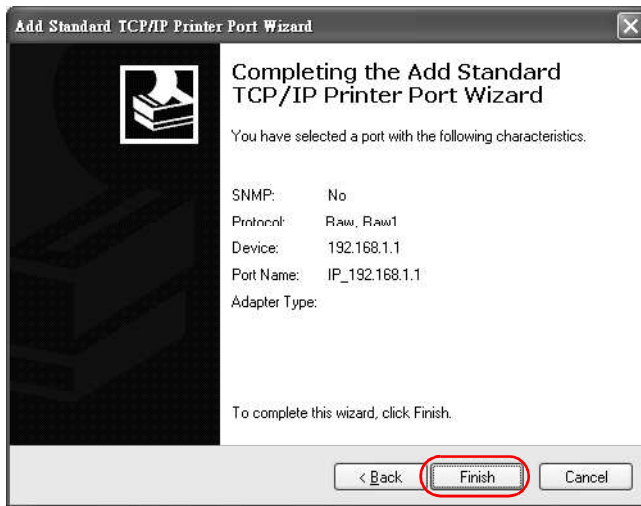 Add Standard TCP/IP Printer Port Wizard
Completing the Add Standard
TCP/IP Printer Port Wizard
You have selected a port with the following characteristics.
SNMP: No
Protocol: Raw, Raw1
Device: 192.168.1.1
Port Name: IP_192.168.1.1
Adapter Type:
To complete this wizard, click Finish.
< Back Finish Cancel